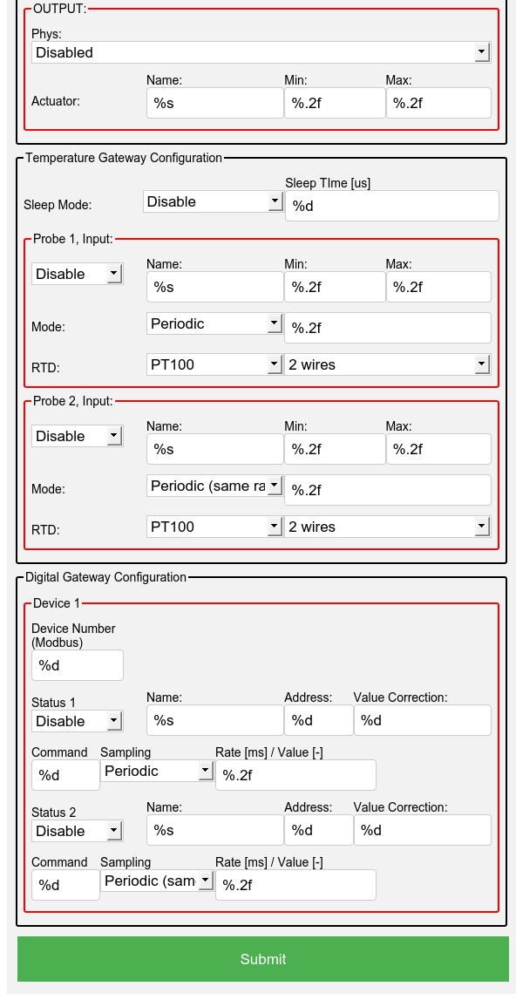 OUTPUT:
Phys:
Disabled
Name: Min: Max:
Actuator: %s %.2f %.2f
Temperature Gateway Configuration
Sleep TIme [us]
Sleep Mode: Disable %d
Probe 1, Input:
Name: Min: Max:
Disable %s %.2f %.2f
Mode: Periodic %.2f
RTD: PT100 2 wires
Probe 2, Input:
Name: Min: Max:
Disable %s %.2f %.2f
Mode: Periodic (same ra %.2f
RTD: PT100 2 wires
Digital Gateway Configuration
Device 1
Device Number
(Modbus)
%d
Status 1 Name: Address: Value Correction:
Disable %s %d %d
Command Sampling Rate [ms] / Value [-]
%d Periodic %.2f
Status 2 Name: Address: Value Correction:
Disable %s %d %d
Command Sampling Rate [ms] / Value [-]
%d Periodic (sam %.2f
Submit